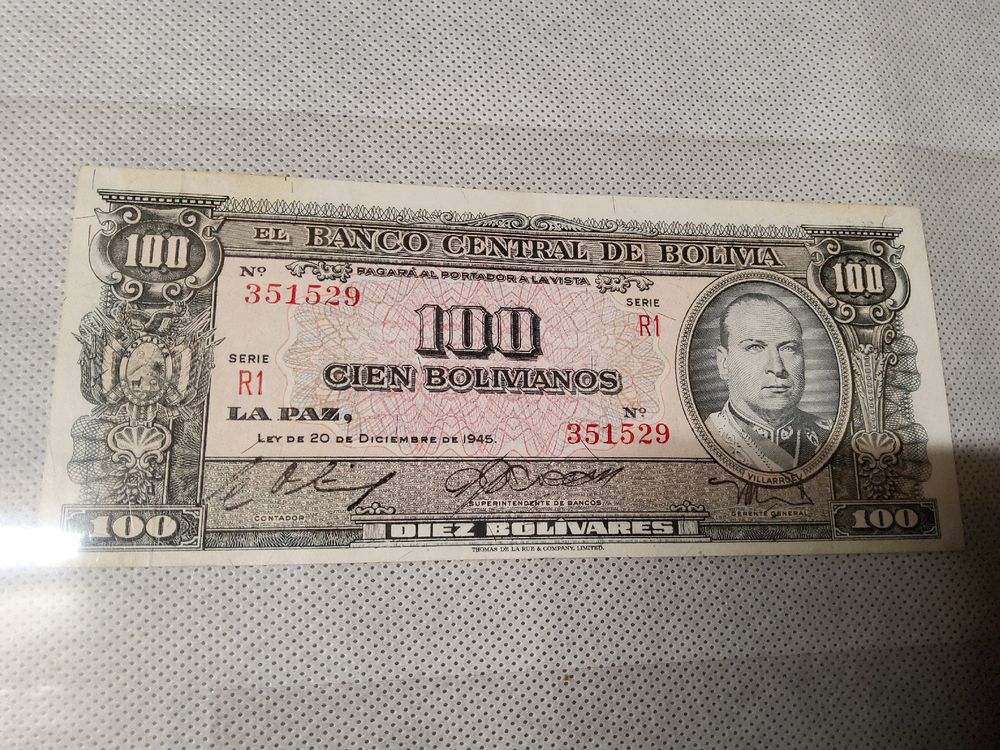 100
EL BANCO CENTRAL DE BOLIVIA
100
Nº
PAGARÁ AL PORTADOR A LA VISTA
351529
SERIE
R1
100
SERIE
R1
CIEN BOLIVIANOS
LA PAZ,
Nº
351529
LEY DE 20 DE DICIEMBRE DE 1945.
VILLARROEL
CONTADOR
SUPERINTENDENTE DE BANCOS
GERENTE GENERAL
100
DIEZ BOLÍVARES
100
THOMAS DE LA RUE & COMPANY, LIMITED.